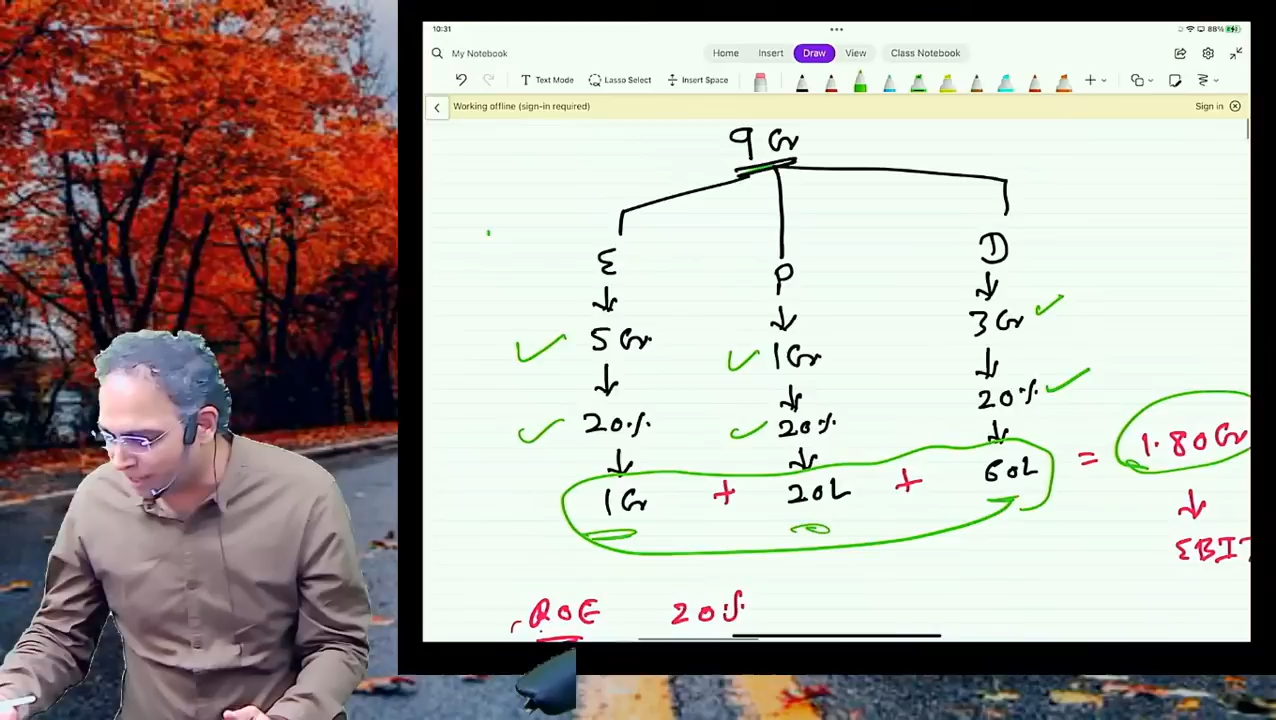 10:31
88%
My Notebook
Home Insert Draw View Class Notebook
Text Mode Lasso Select Insert Space
Working offline (sign-in required)
Sign in
9 Cr
E P D
5 Cr 1 Cr 3 Cr
20% 20% 20%
1 Cr + 20L + 60L = 1.80 Cr
EBIT
ROE 20%